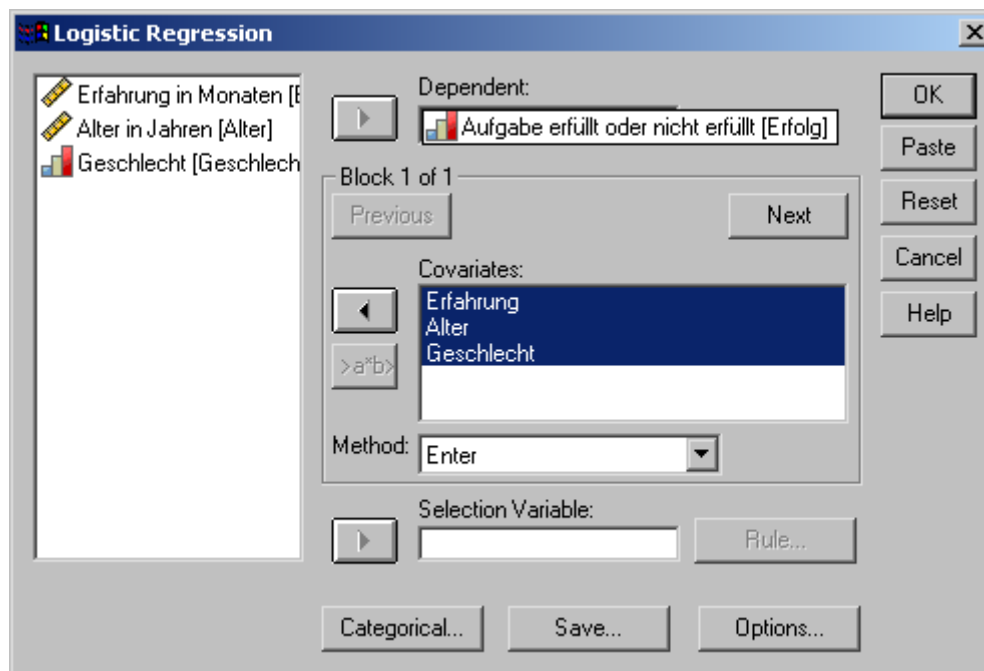 Logistic Regression
Erfahrung in Monaten [E
Alter in Jahren [Alter]
Geschlecht [Geschlech
Dependent:
Aufgabe erfüllt oder nicht erfüllt [Erfolg]
Block 1 of 1
Previous
Next
Covariates:
Erfahrung
Alter
Geschlecht
>a*b>
Method:
Enter
Selection Variable:
Rule...
Categorical...
Save...
Options...
OK
Paste
Reset
Cancel
Help